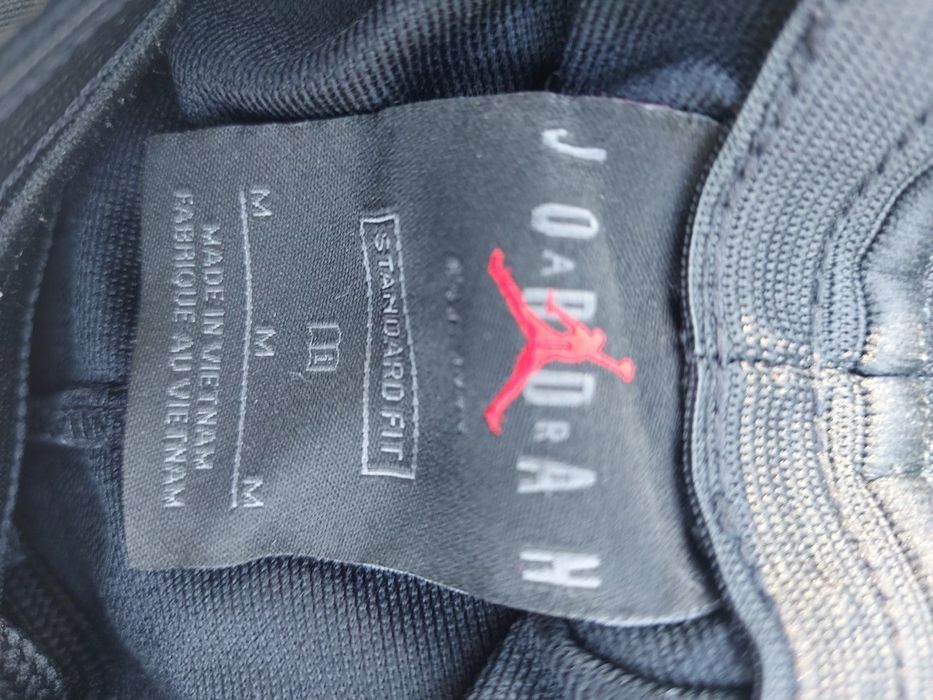 JORDAN
STANDARD FIT
M M M
MADE IN VIETNAM
FABRIQUE AU VIETNAM